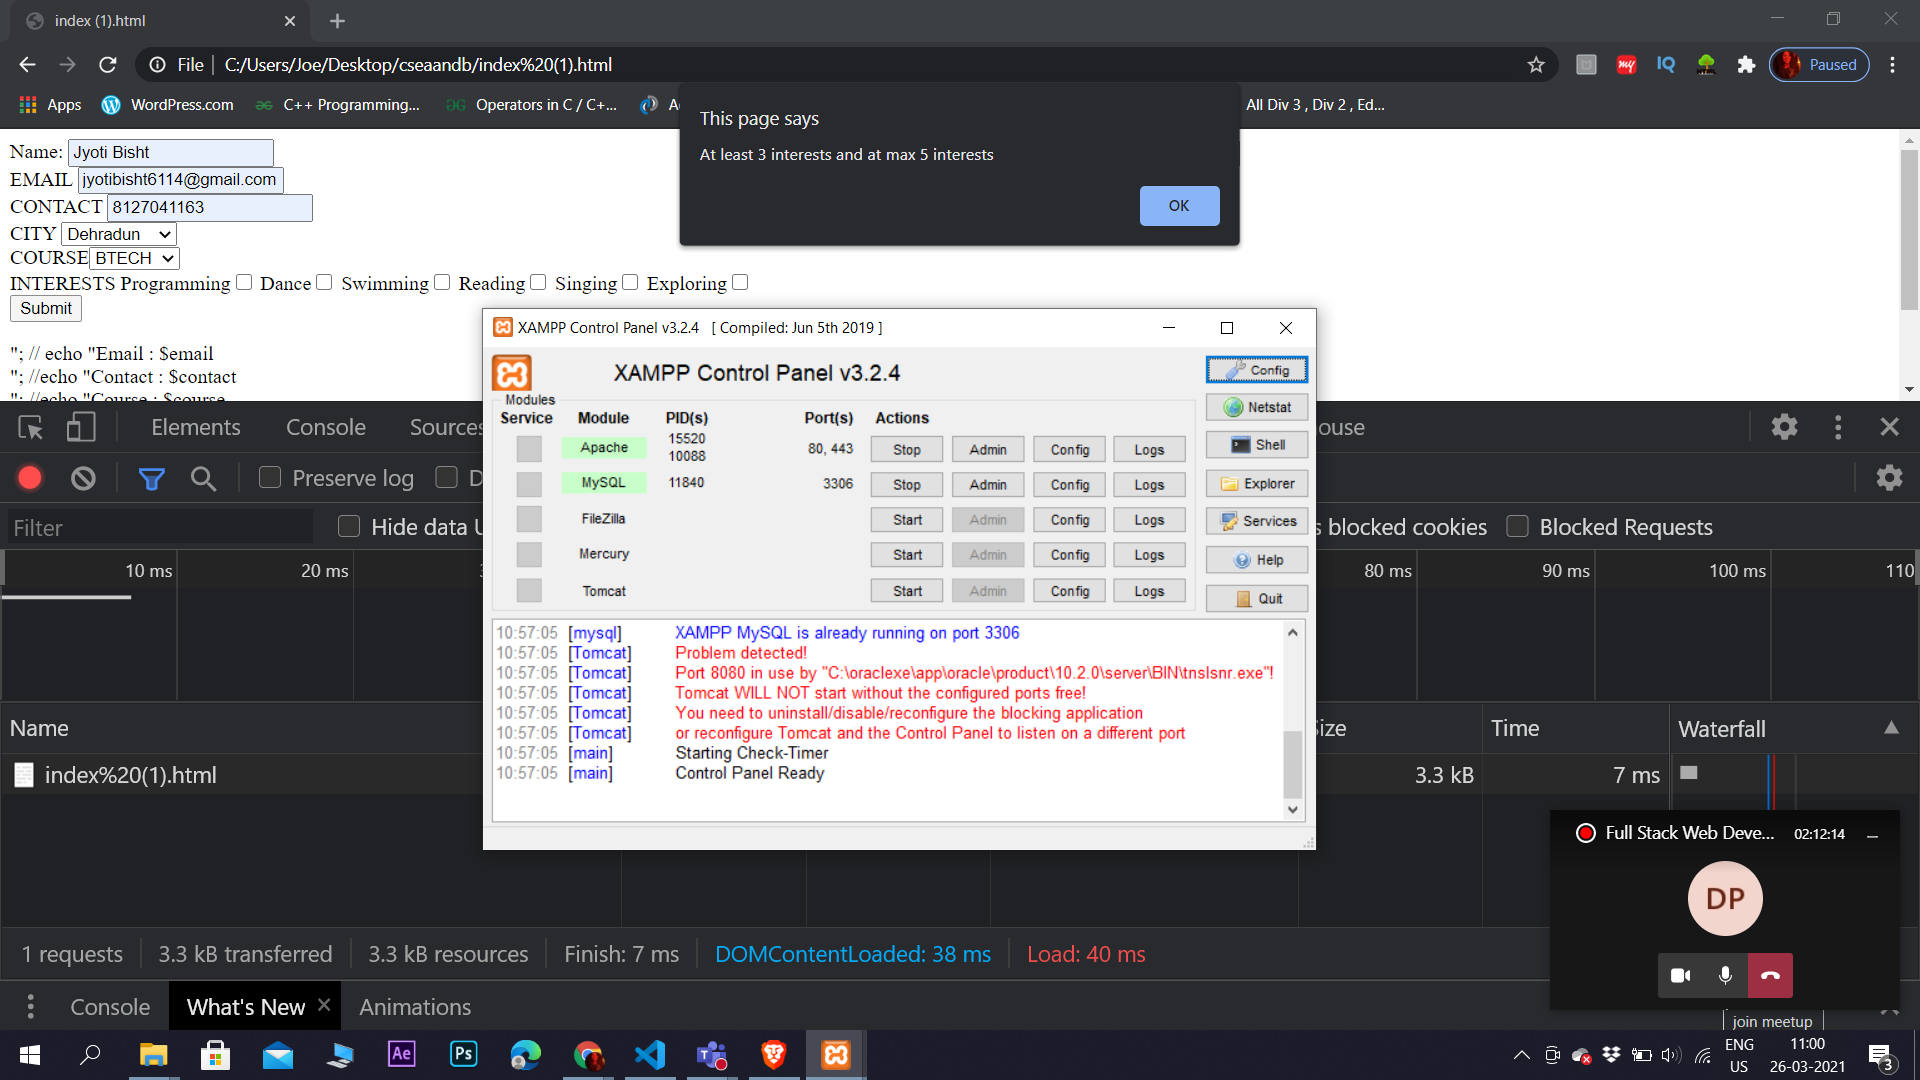 index (1).html
File
C:/Users/Joe/Desktop/cseaandb/index%20(1).html
Paused
Apps
WordPress.com
C++ Programming...
Operators in C / C+...
All Div 3 , Div 2 , Ed...
This page says
At least 3 interests and at max 5 interests
OK
Name: Jyoti Bisht
EMAIL jyotibisht6114@gmail.com
CONTACT 8127041163
CITY Dehradun
COURSE BTECH
INTERESTS Programming Dance Swimming Reading Singing Exploring
Submit
"; // echo "Email : $email
"; //echo "Contact : $contact
"; //echo "Course : $course
XAMPP Control Panel v3.2.4 [ Compiled: Jun 5th 2019 ]
XAMPP Control Panel v3.2.4
Config
Modules
Service Module PID(s) Port(s) Actions
Netstat
Apache 15520 10088 80, 443 Stop Admin Config Logs
Shell
MySQL 11840 3306 Stop Admin Config Logs
Explorer
FileZilla Start Admin Config Logs
Services
Mercury Start Admin Config Logs
Help
Tomcat Start Admin Config Logs
Quit
10:57:05 [mysql] XAMPP MySQL is already running on port 3306
10:57:05 [Tomcat] Problem detected!
10:57:05 [Tomcat] Port 8080 in use by "C:\oraclexe\app\oracle\product\10.2.0\server\BIN\tnslsnr.exe"!
10:57:05 [Tomcat] Tomcat WILL NOT start without the configured ports free!
10:57:05 [Tomcat] You need to uninstall/disable/reconfigure the blocking application
10:57:05 [Tomcat] or reconfigure Tomcat and the Control Panel to listen on a different port
10:57:05 [main] Starting Check-Timer
10:57:05 [main] Control Panel Ready
Elements Console Sources
Preserve log
Filter
Hide data
blocked cookies
Blocked Requests
10 ms 20 ms 80 ms 90 ms 100 ms 110
Name Time Waterfall
index%20(1).html 3.3 kB 7 ms
1 requests 3.3 kB transferred 3.3 kB resources Finish: 7 ms DOMContentLoaded: 38 ms Load: 40 ms
Console What's New Animations
Full Stack Web Deve... 02:12:14
DP
join meetup
Ae
Ps
ENG
US
11:00
26-03-2021
3